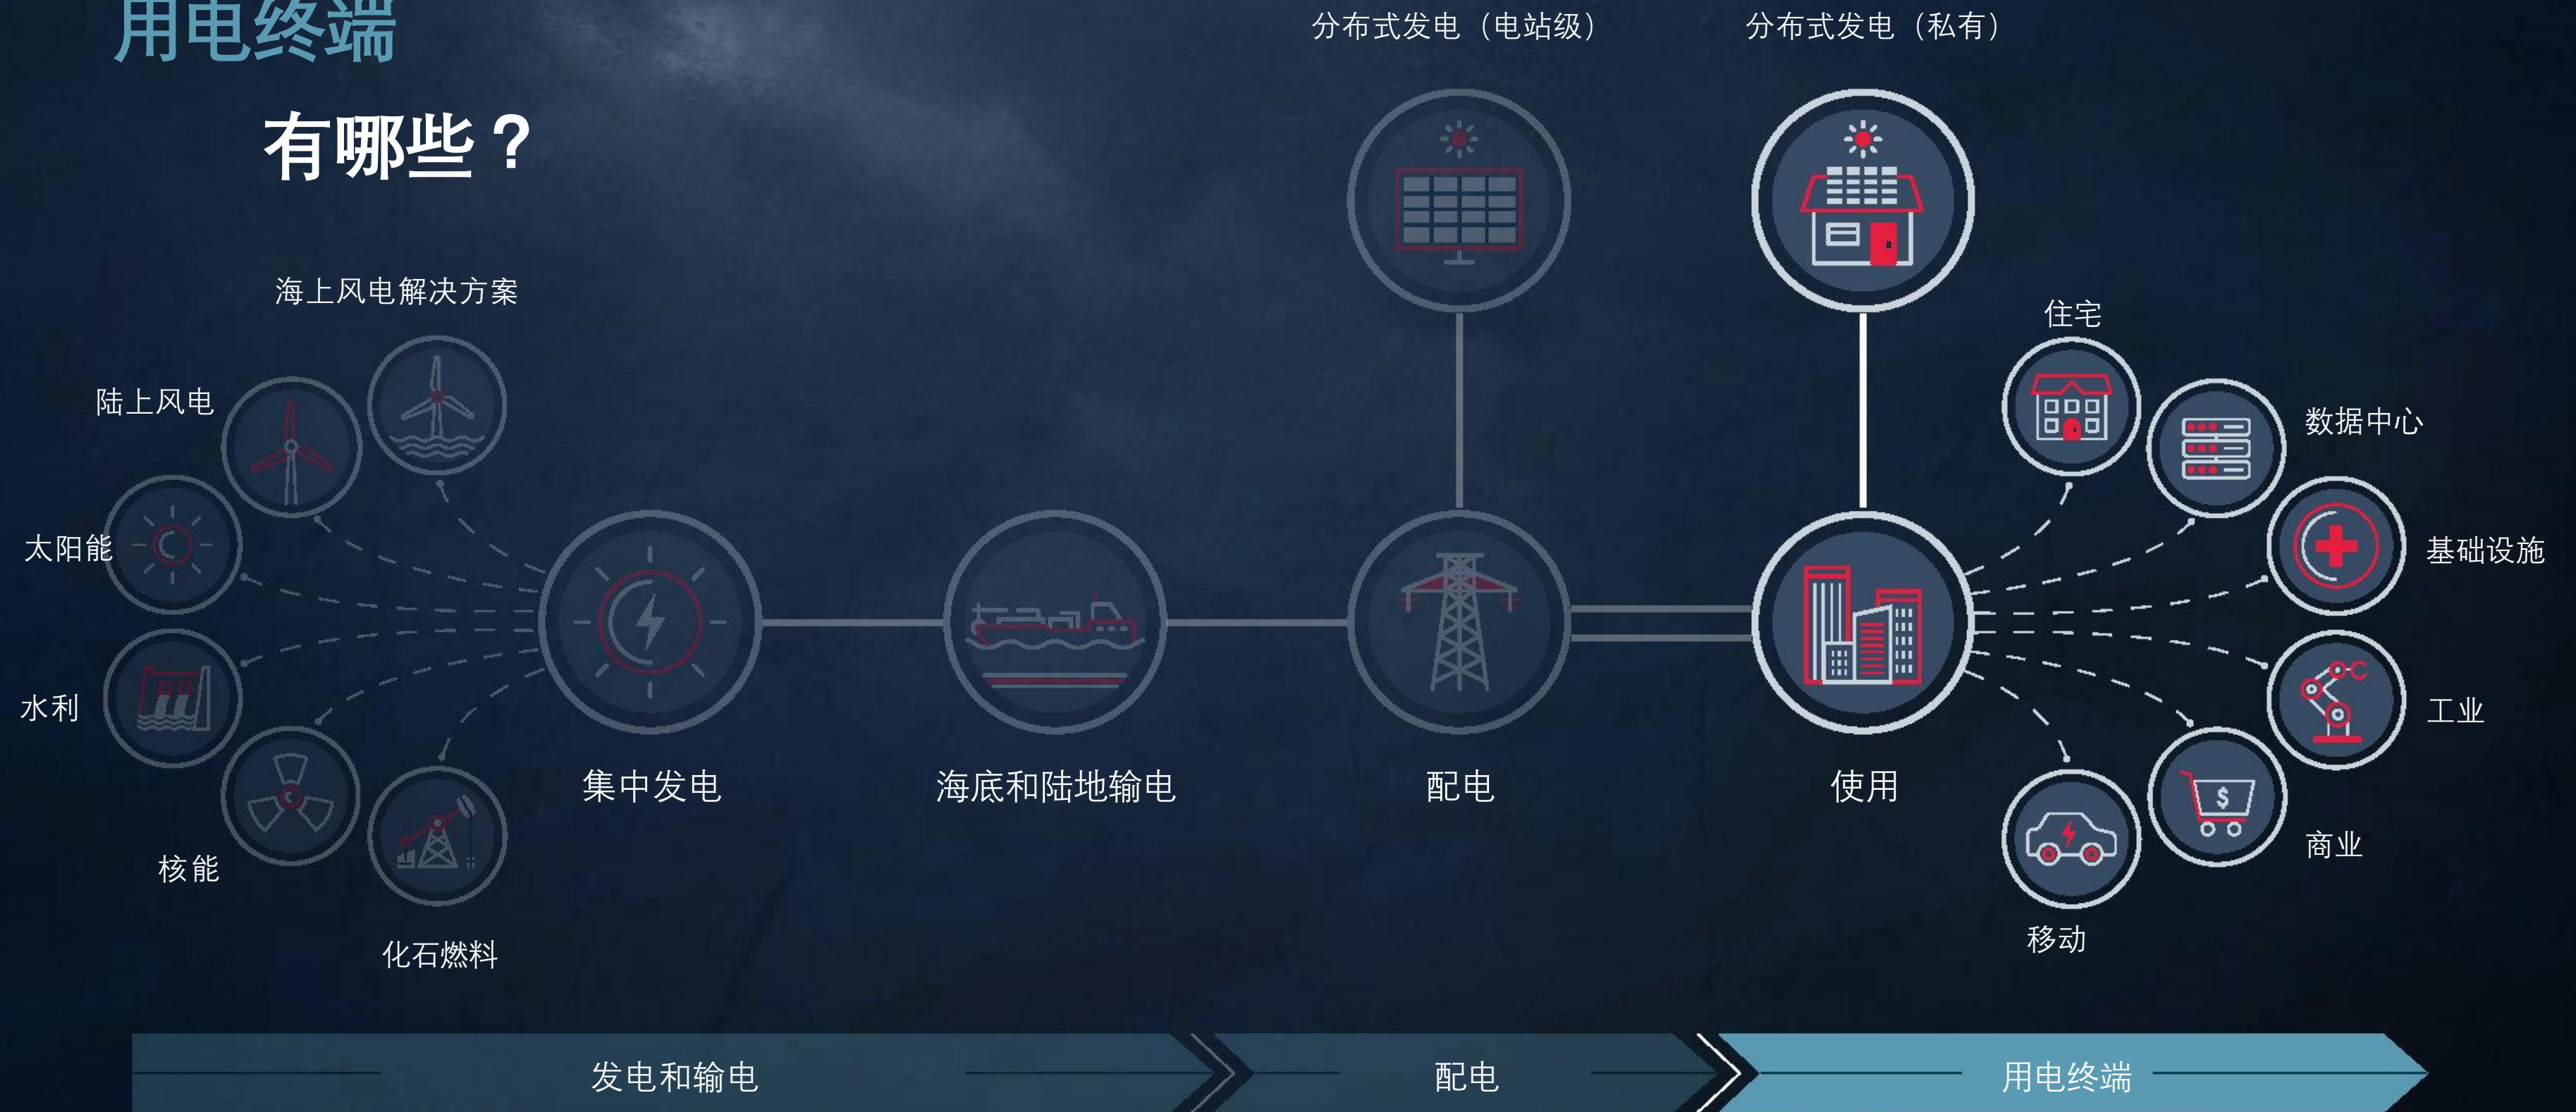 用电终端
有哪些？
分布式发电（电站级）
分布式发电（私有）
海上风电解决方案
陆上风电
太阳能
水利
核能
化石燃料
集中发电
海底和陆地输电
配电
使用
住宅
数据中心
基础设施
工业
商业
$
移动
发电和输电
配电
用电终端